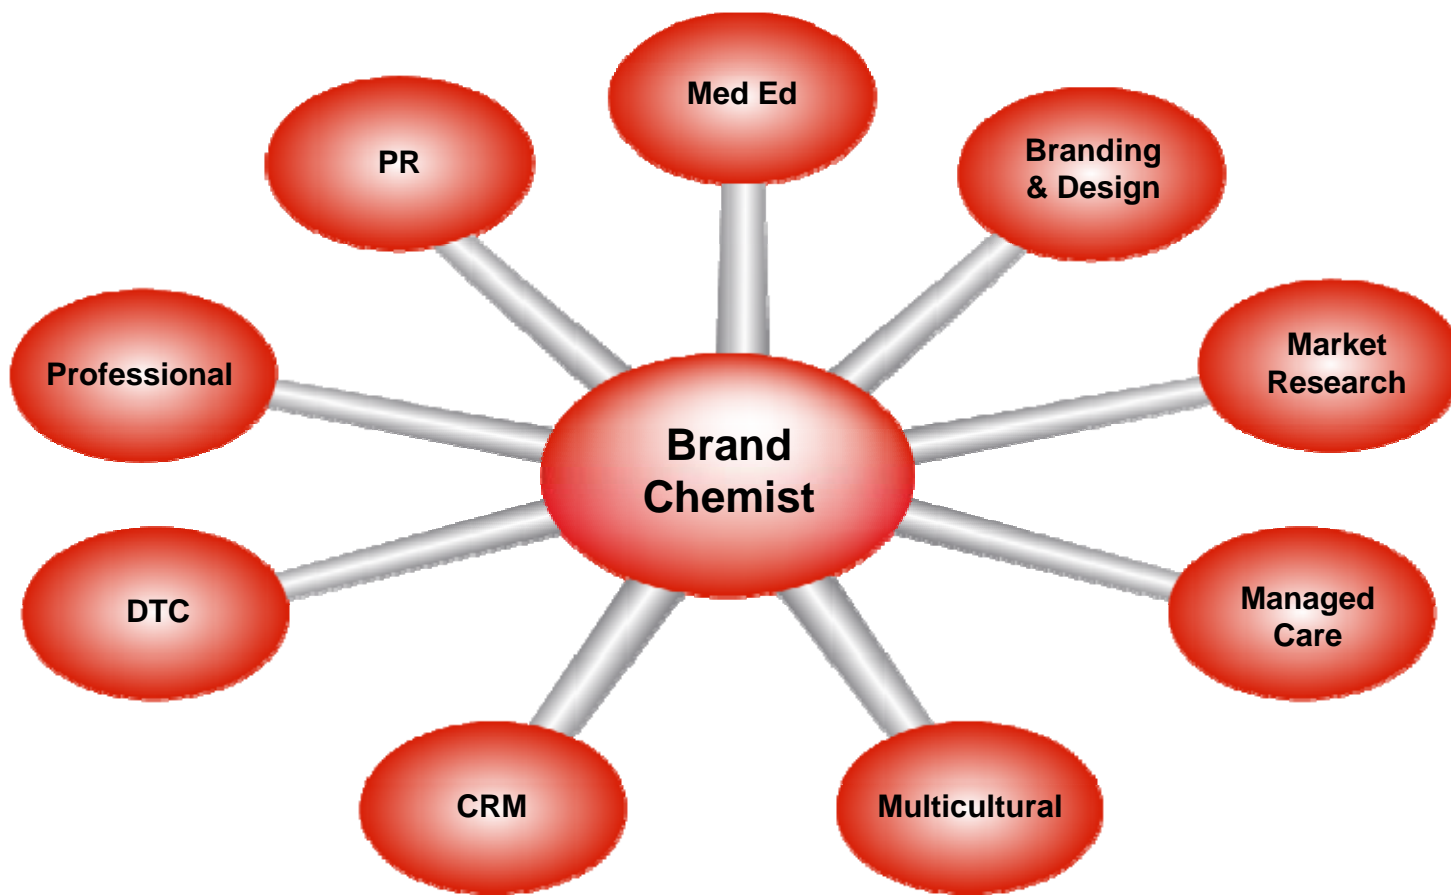 Med Ed
PR
Branding
& Design
Market
Research
Professional
Brand
Chemist
DTC
Managed
Care
CRM
Multicultural